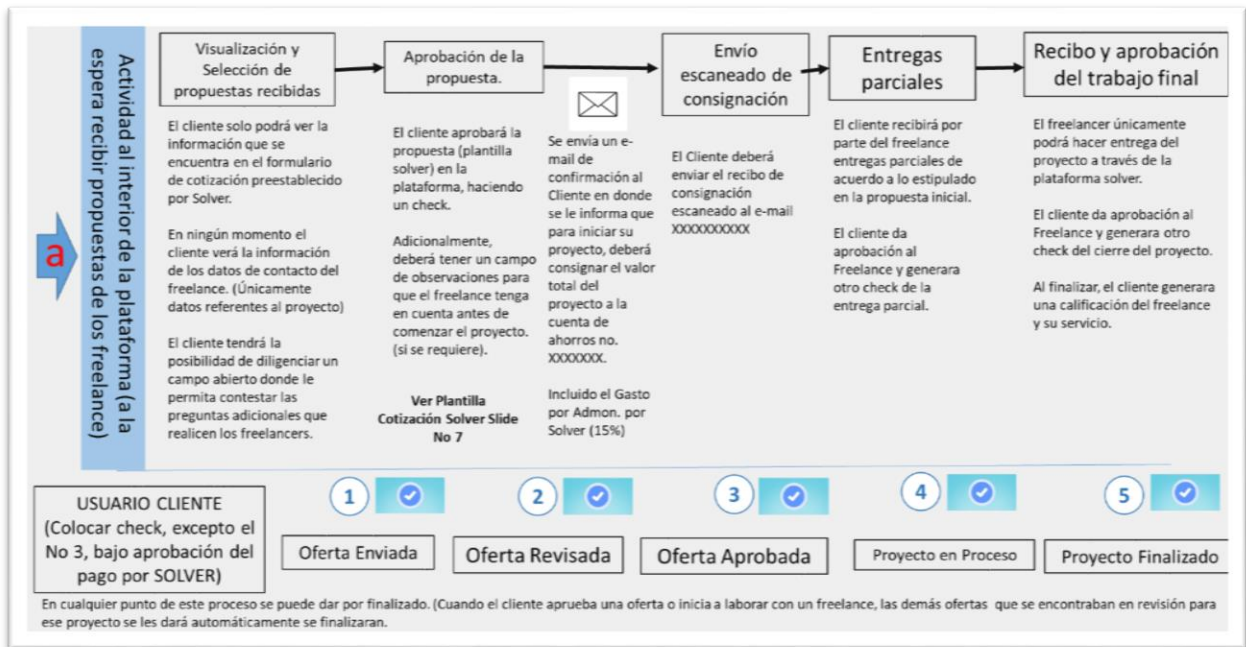 a
Actividad al interior de la plataforma (a la
espera recibir propuestas de los freelance)
Visualización y
Selección de
propuestas recibidas
El cliente solo podrá ver la
información que se
encuentra en el formulario
de cotización preestablecido
por Solver.
En ningún momento el
cliente verá la información
de los datos de contacto del
freelance. (Únicamente
datos referentes al proyecto)
El cliente tendrá la
posibilidad de diligenciar un
campo abierto donde le
permita contestar las
preguntas adicionales que
realicen los freelancers.
Aprobación de la
propuesta.
El cliente aprobará la
propuesta (plantilla
solver) en la
plataforma, haciendo
un check.
Adicionalmente,
deberá tener un campo
de observaciones para
que el freelance tenga
en cuenta antes de
comenzar el proyecto.
(si se requiere).
Ver Plantilla
Cotización Solver Slide
No 7
Se envía un e-
mail de
confirmación al
Cliente en donde
se le informa que
para iniciar su
proyecto, deberá
consignar el valor
total del
proyecto a la
cuenta de
ahorros no.
XXXXXXX.
Incluido el Gasto
por Admon. por
Solver (15%)
Envío
escaneado de
consignación
El Cliente deberá
enviar el recibo de
consignación
escaneado al e-mail
XXXXXXXXXX
Entregas
parciales
El cliente recibirá por
parte del freelance
entregas parciales de
acuerdo a lo estipulado
en la propuesta inicial.
El cliente da
aprobación al
Freelance y generara
otro check de la
entrega parcial.
Recibo y aprobación
del trabajo final
El freelancer únicamente
podrá hacer entrega del
proyecto a través de la
plataforma solver.
El cliente da aprobación al
Freelance y generara otro
check del cierre del proyecto.
Al finalizar, el cliente generara
una calificación del freelance
y su servicio.
USUARIO CLIENTE
(Colocar check, excepto el
No 3, bajo aprobación del
pago por SOLVER)
1
Oferta Enviada
2
Oferta Revisada
3
Oferta Aprobada
4
Proyecto en Proceso
5
Proyecto Finalizado
En cualquier punto de este proceso se puede dar por finalizado. (Cuando el cliente aprueba una oferta o inicia a laborar con un freelance, las demás ofertas que se encontraban en revisión para
ese proyecto se les dará automáticamente se finalizaran.